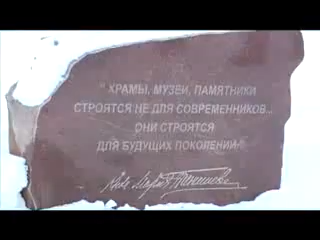 " ХРАМЫ, МУЗЕИ, ПАМЯТНИКИ
СТРОЯТСЯ НЕ ДЛЯ СОВРЕМЕННИКОВ...
ОНИ СТРОЯТСЯ
ДЛЯ БУДУЩИХ ПОКОЛЕНИЙ"